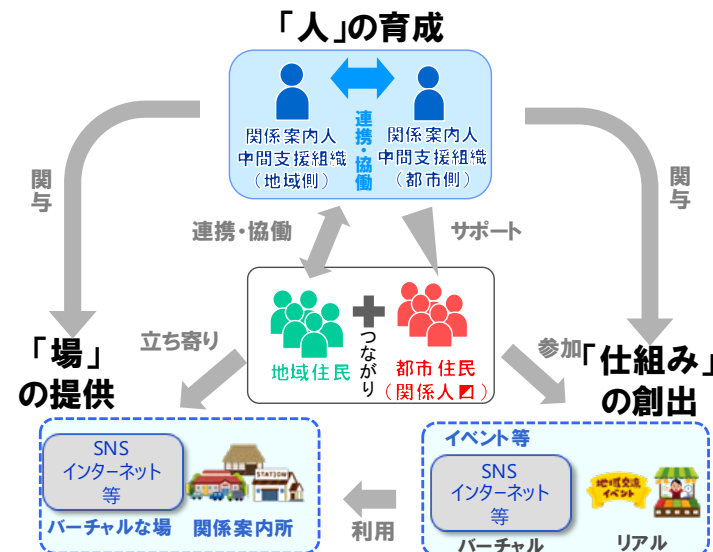 「人」の育成
関係案内人
中間支援組織
（地域側）
連携・協働
関係案内人
中間支援組織
（都市側）
関与
関与
連携・協働
サポート
地域住民
つながり
都市住民
（関係人
立ち寄り
参加
「場」
の提供
「仕組み」
の創出
SNS
インターネット
等
バーチャルな場
STATION
関係案内所
利用
イベント等
SNS
インターネット
等
バーチャル
地域交流
イベント
リアル